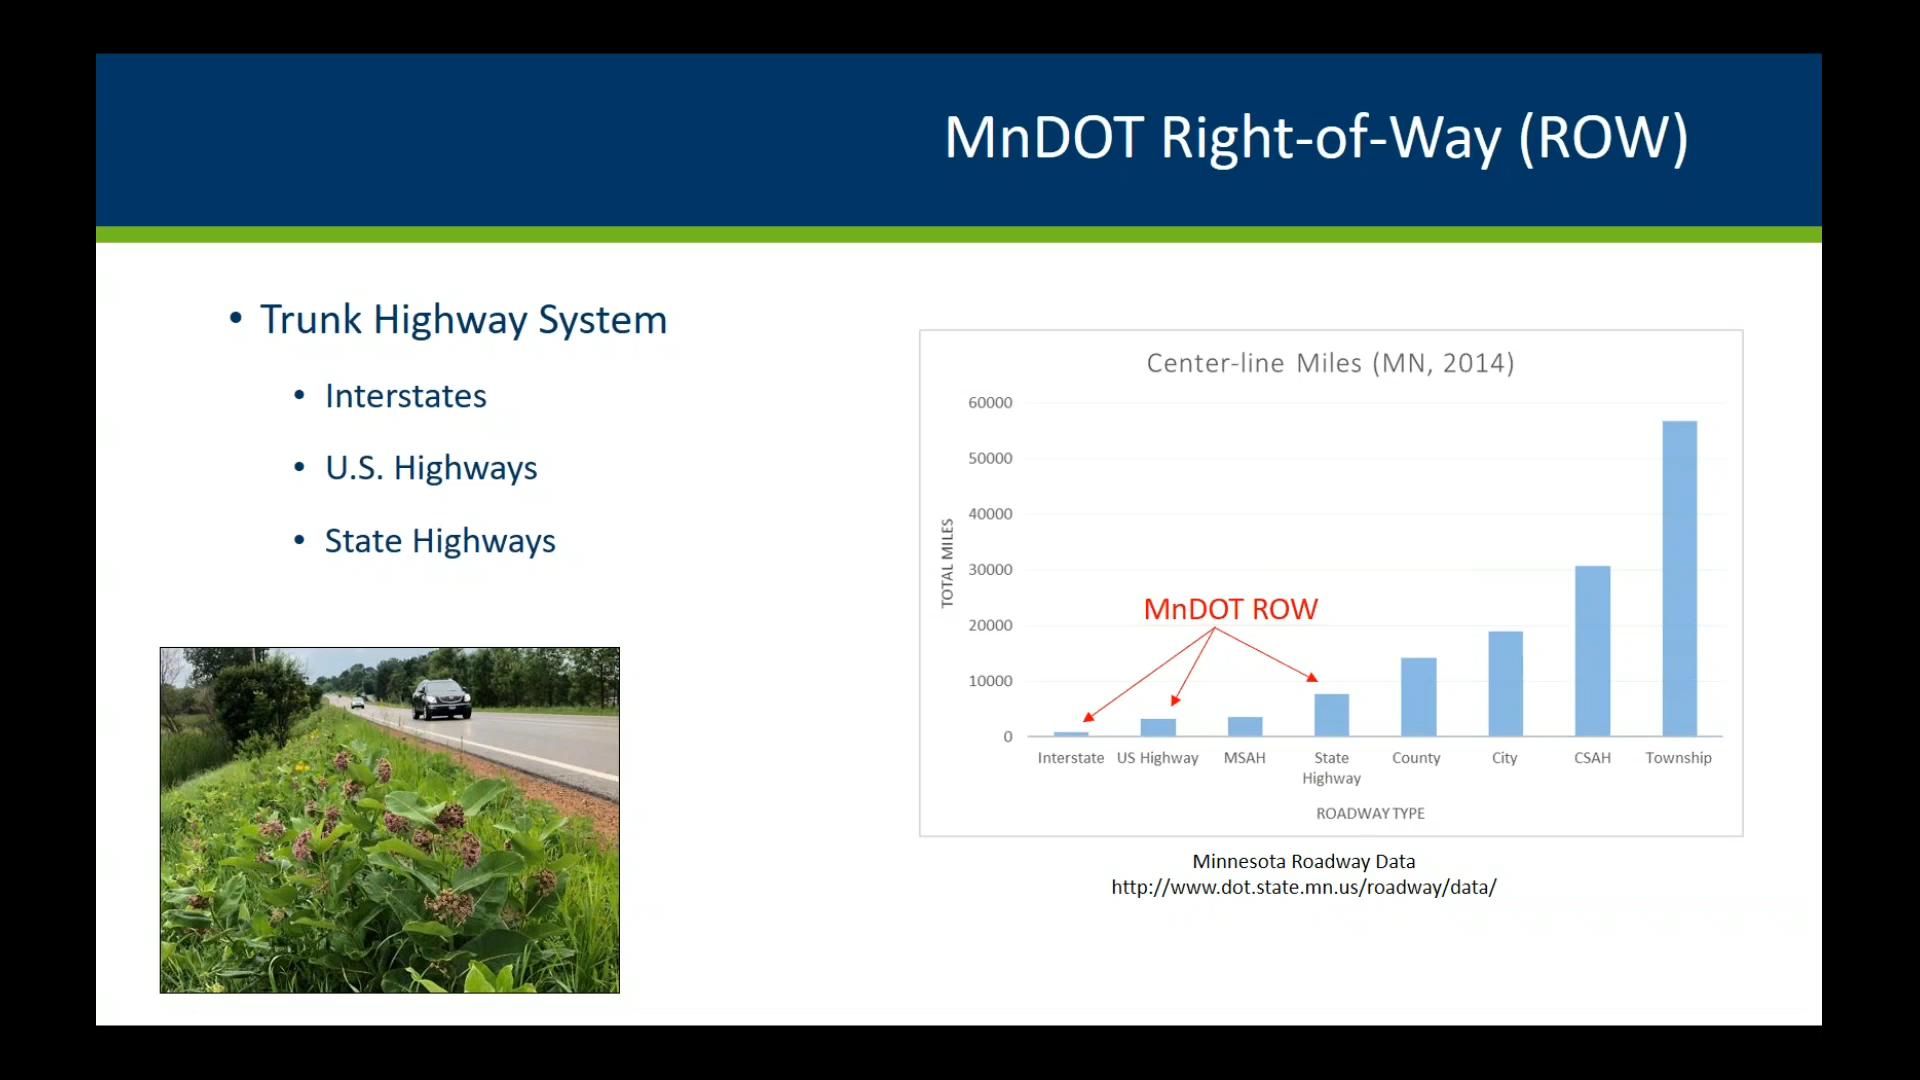 MnDOT Right-of-Way (ROW)
• Trunk Highway System
• Interstates
• U.S. Highways
• State Highways
Center-line Miles (MN, 2014)
60000
50000
40000
30000
20000
10000
0
TOTAL MILES
MnDOT ROW
Interstate US Highway MSAH State Highway County City CSAH Township
ROADWAY TYPE
Minnesota Roadway Data
http://www.dot.state.mn.us/roadway/data/